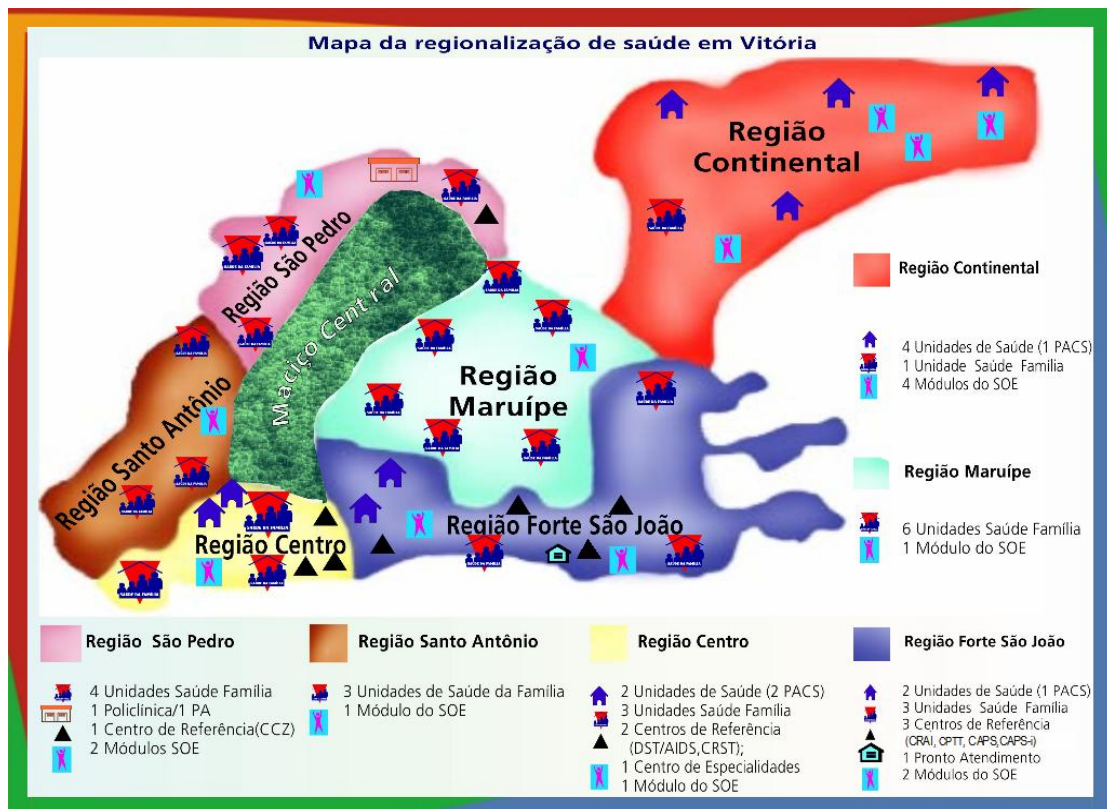 Mapa da regionalização de saúde em Vitória
Região
Continental
Região São Pedro
Maciço Central
Região
Maruípe
Região Santo Antônio
Região Centro
Região Forte São João
Região Continental
4 Unidades de Saúde (1 PACS)
1 Unidade Saúde Família
4 Módulos do SOE
Região Maruípe
6 Unidades Saúde Família
1 Módulo do SOE
Região São Pedro
4 Unidades Saúde Família
1 Policlínica/1 PA
1 Centro de Referência(CCZ)
2 Módulos SOE
Região Santo Antônio
3 Unidades de Saúde da Família
1 Módulo do SOE
Região Centro
2 Unidades de Saúde (2 PACS)
3 Unidades Saúde Família
2 Centros de Referência
(DST/AIDS,CRST);
1 Centro de Especialidades
1 Módulo do SOE
Região Forte São João
2 Unidades de Saúde (1 PACS)
3 Unidades Saúde Família
3 Centros de Referência
(CRAI, CPTT, CAPS,CAPS-i)
1 Pronto Atendimento
2 Módulos do SOE